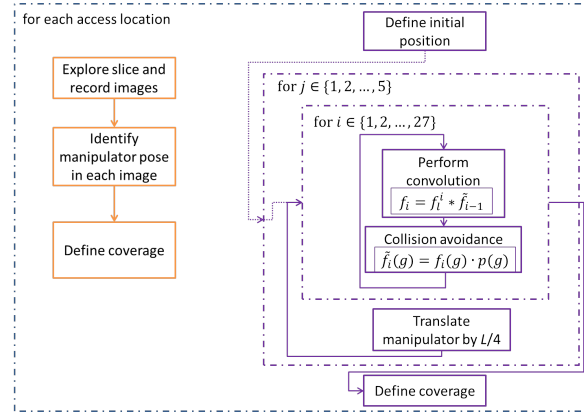 for each access location
Define initial
position
Explore slice and
record images
Identify
manipulator pose
in each image
Define coverage
for j ∈ {1, 2, ..., 5}
for i ∈ {1, 2, ..., 27}
Perform
convolution
f_i = f_l^i * f̃_{i−1}
Collision avoidance
f̃_i(g) = f_i(g) · p(g)
Translate
manipulator by L/4
Define coverage